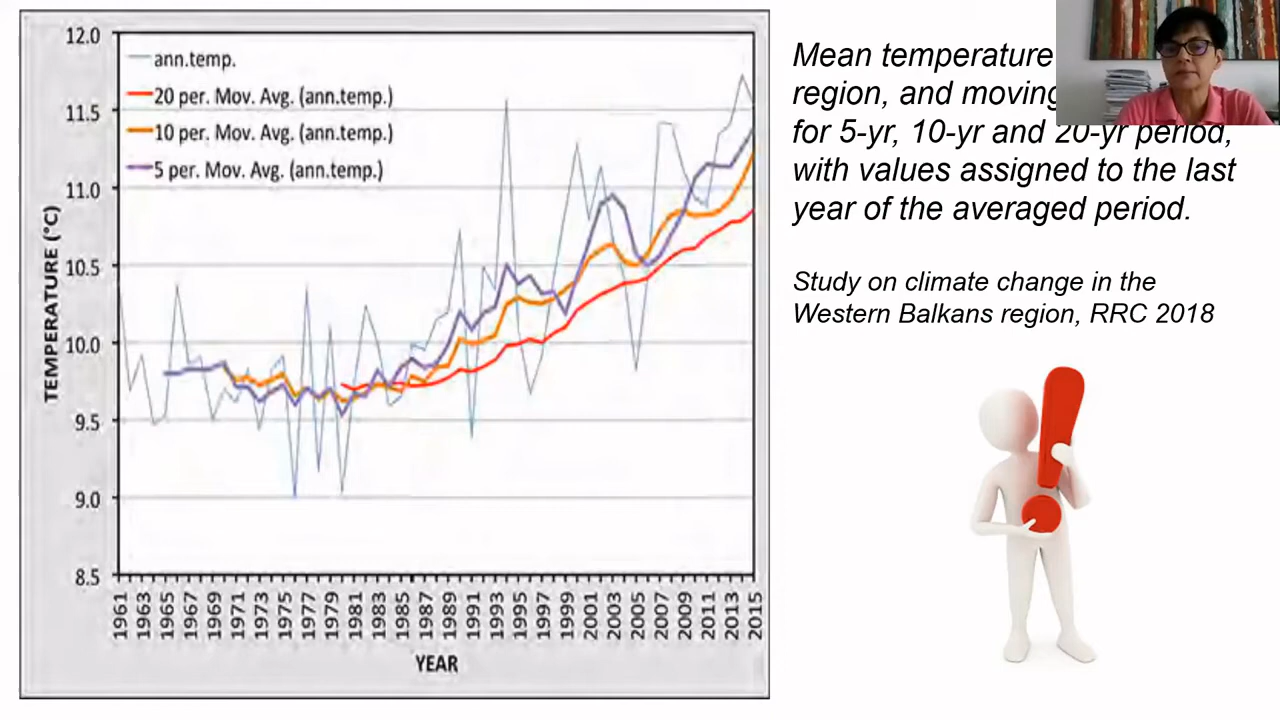 12.0
11.5
11.0
10.5
10.0
9.5
9.0
8.5
TEMPERATURE (°C)
ann.temp.
20 per. Mov. Avg. (ann.temp.)
10 per. Mov. Avg. (ann.temp.)
5 per. Mov. Avg. (ann.temp.)
1961 1963 1965 1967 1969 1971 1973 1975 1977 1979 1981 1983 1985 1987 1989 1991 1993 1995 1997 1999 2001 2003 2005 2007 2009 2011 2013 2015
YEAR
Mean temperature
region, and moving
for 5-yr, 10-yr and 20-yr period,
with values assigned to the last
year of the averaged period.
Study on climate change in the
Western Balkans region, RRC 2018